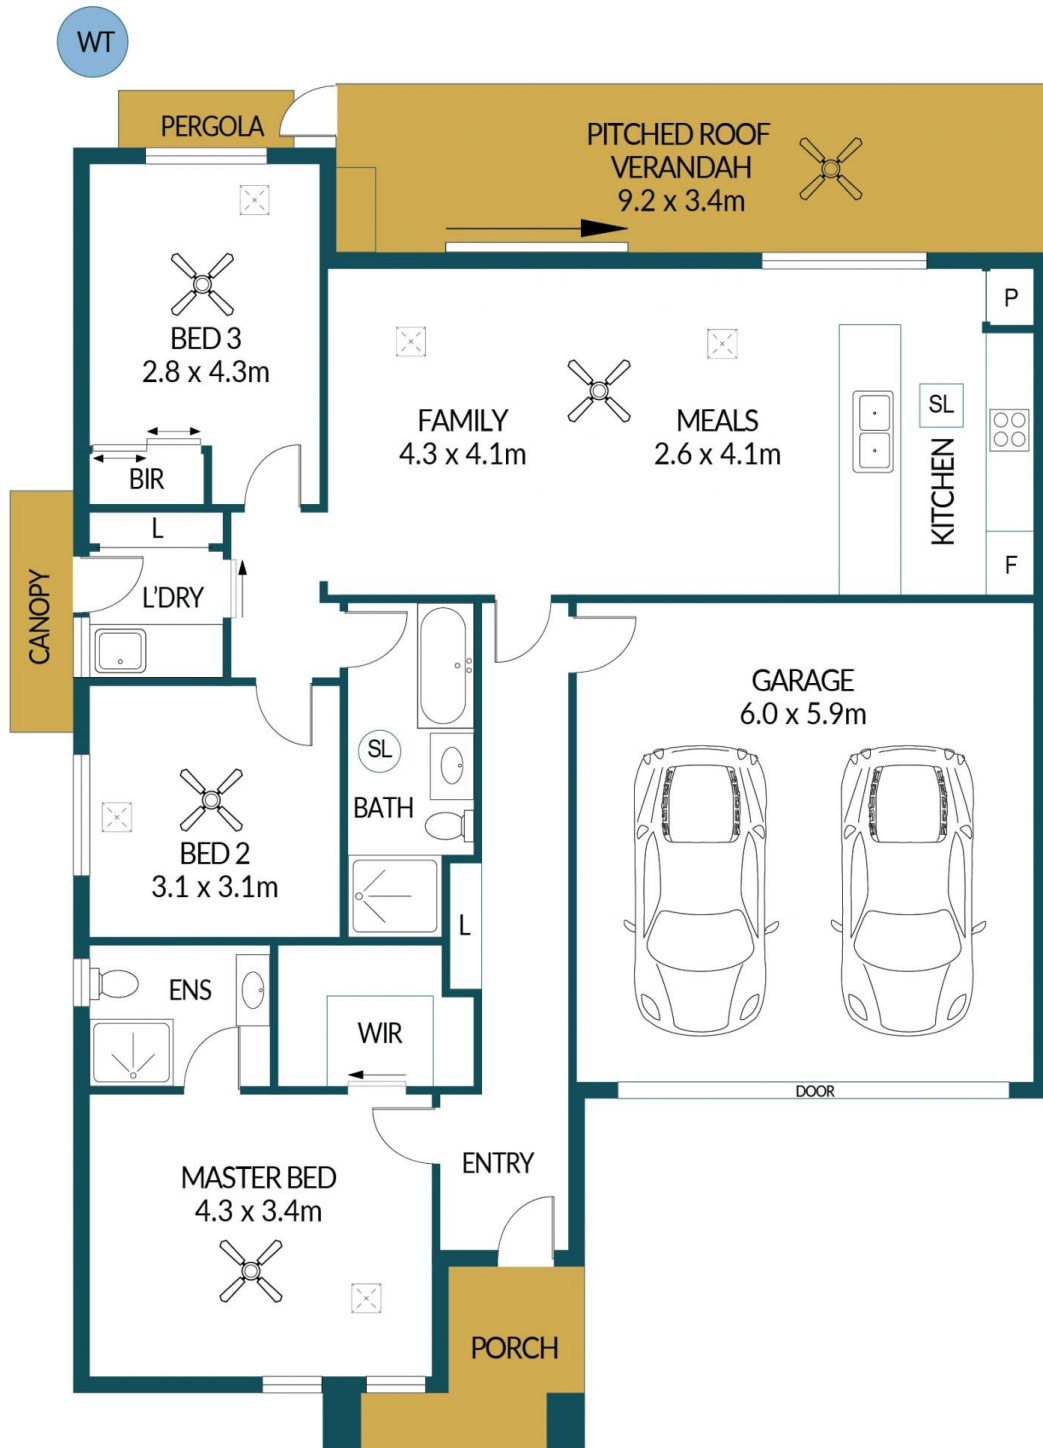 WT
PERGOLA
PITCHED ROOF
VERANDAH
9.2 x 3.4m
P
BED 3
2.8 x 4.3m
SL
FAMILY
4.3 x 4.1m
MEALS
2.6 x 4.1m
KITCHEN
BIR
L
F
L'DRY
CANOPY
GARAGE
6.0 x 5.9m
SL
BATH
BED 2
3.1 x 3.1m
L
ENS
WIR
DOOR
ENTRY
MASTER BED
4.3 x 3.4m
PORCH